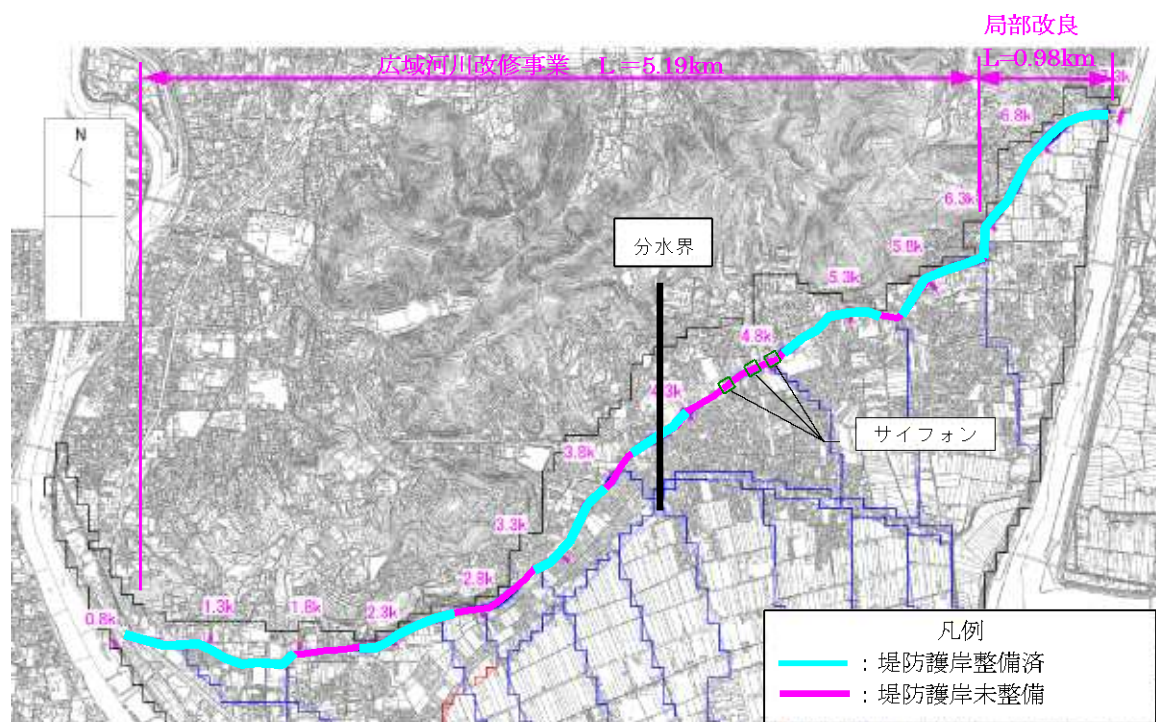 局部改良
広域河川改修事業 L=5.19km
L=0.98km
6.8k
N
6.3k
分水界
5.8k
5.3k
4.8k
サイフォン
3.8k
3.3k
2.8k
2.3k
1.8k
1.3k
0.8k
凡例
：堤防護岸整備済
：堤防護岸未整備